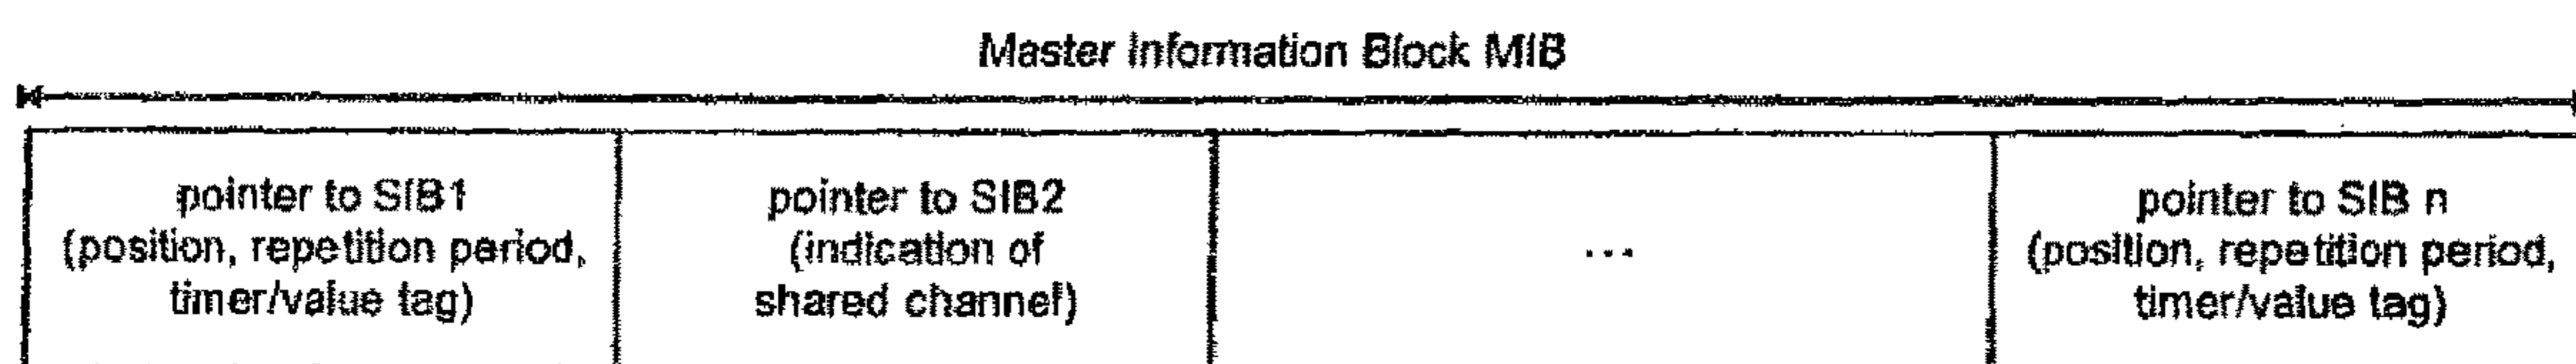 Master Information Block MIB
pointer to SIB1
(position, repetition period,
timer/value tag)
pointer to SIB2
(indication of
shared channel)
...
pointer to SIB n
(position, repetition period,
timer/value tag)